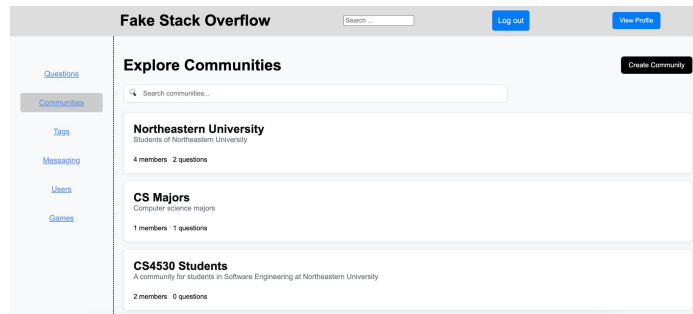 Fake Stack Overflow
Search ...
Log out
View Profile
Questions
Communities
Tags
Messaging
Users
Games
Explore Communities
Create Community
Search communities...
Northeastern University
Students of Northeastern University
4 members 2 questions
CS Majors
Computer science majors
1 members 1 questions
CS4530 Students
A community for students in Software Engineering at Northeastern University
2 members 0 questions